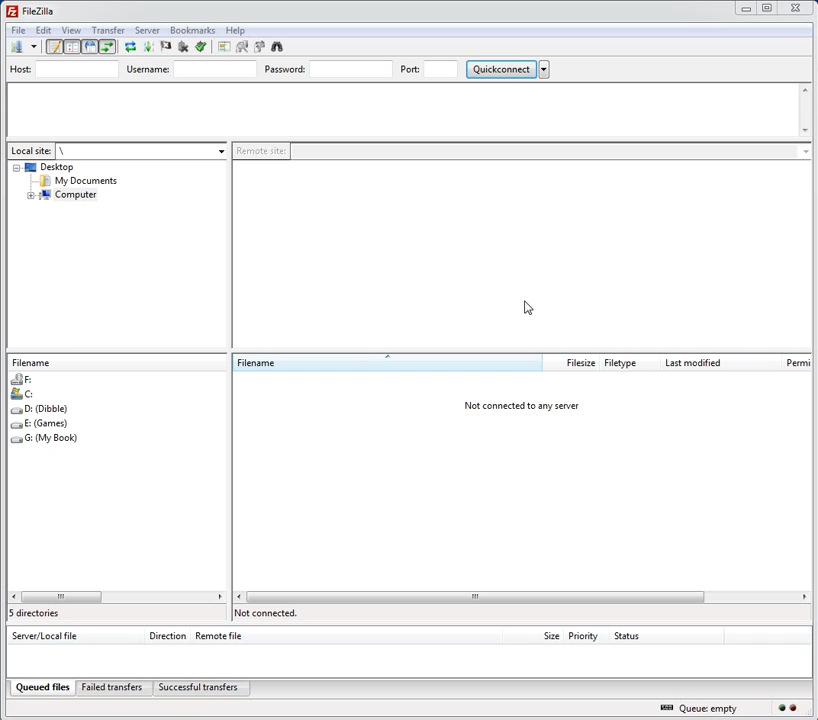 FileZilla
File Edit View Transfer Server Bookmarks Help
Host: Username: Password: Port: Quickconnect
Local site: \
Remote site:
Desktop
My Documents
Computer
Filename
F:
C:
D: (Dibble)
E: (Games)
G: (My Book)
5 directories
Filename Filesize Filetype Last modified Permi
Not connected to any server
Not connected.
Server/Local file Direction Remote file Size Priority Status
Queued files Failed transfers Successful transfers
Queue: empty